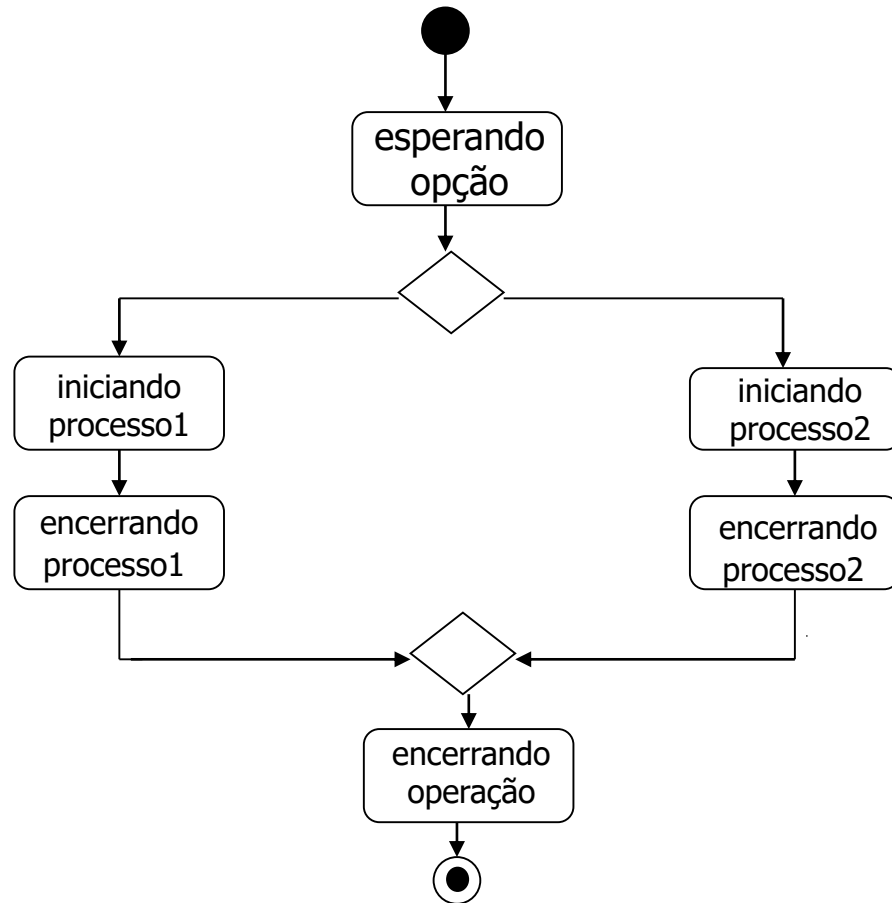 esperando
opção
iniciando
processo1
iniciando
processo2
encerrando
processo1
encerrando
processo2
encerrando
operação